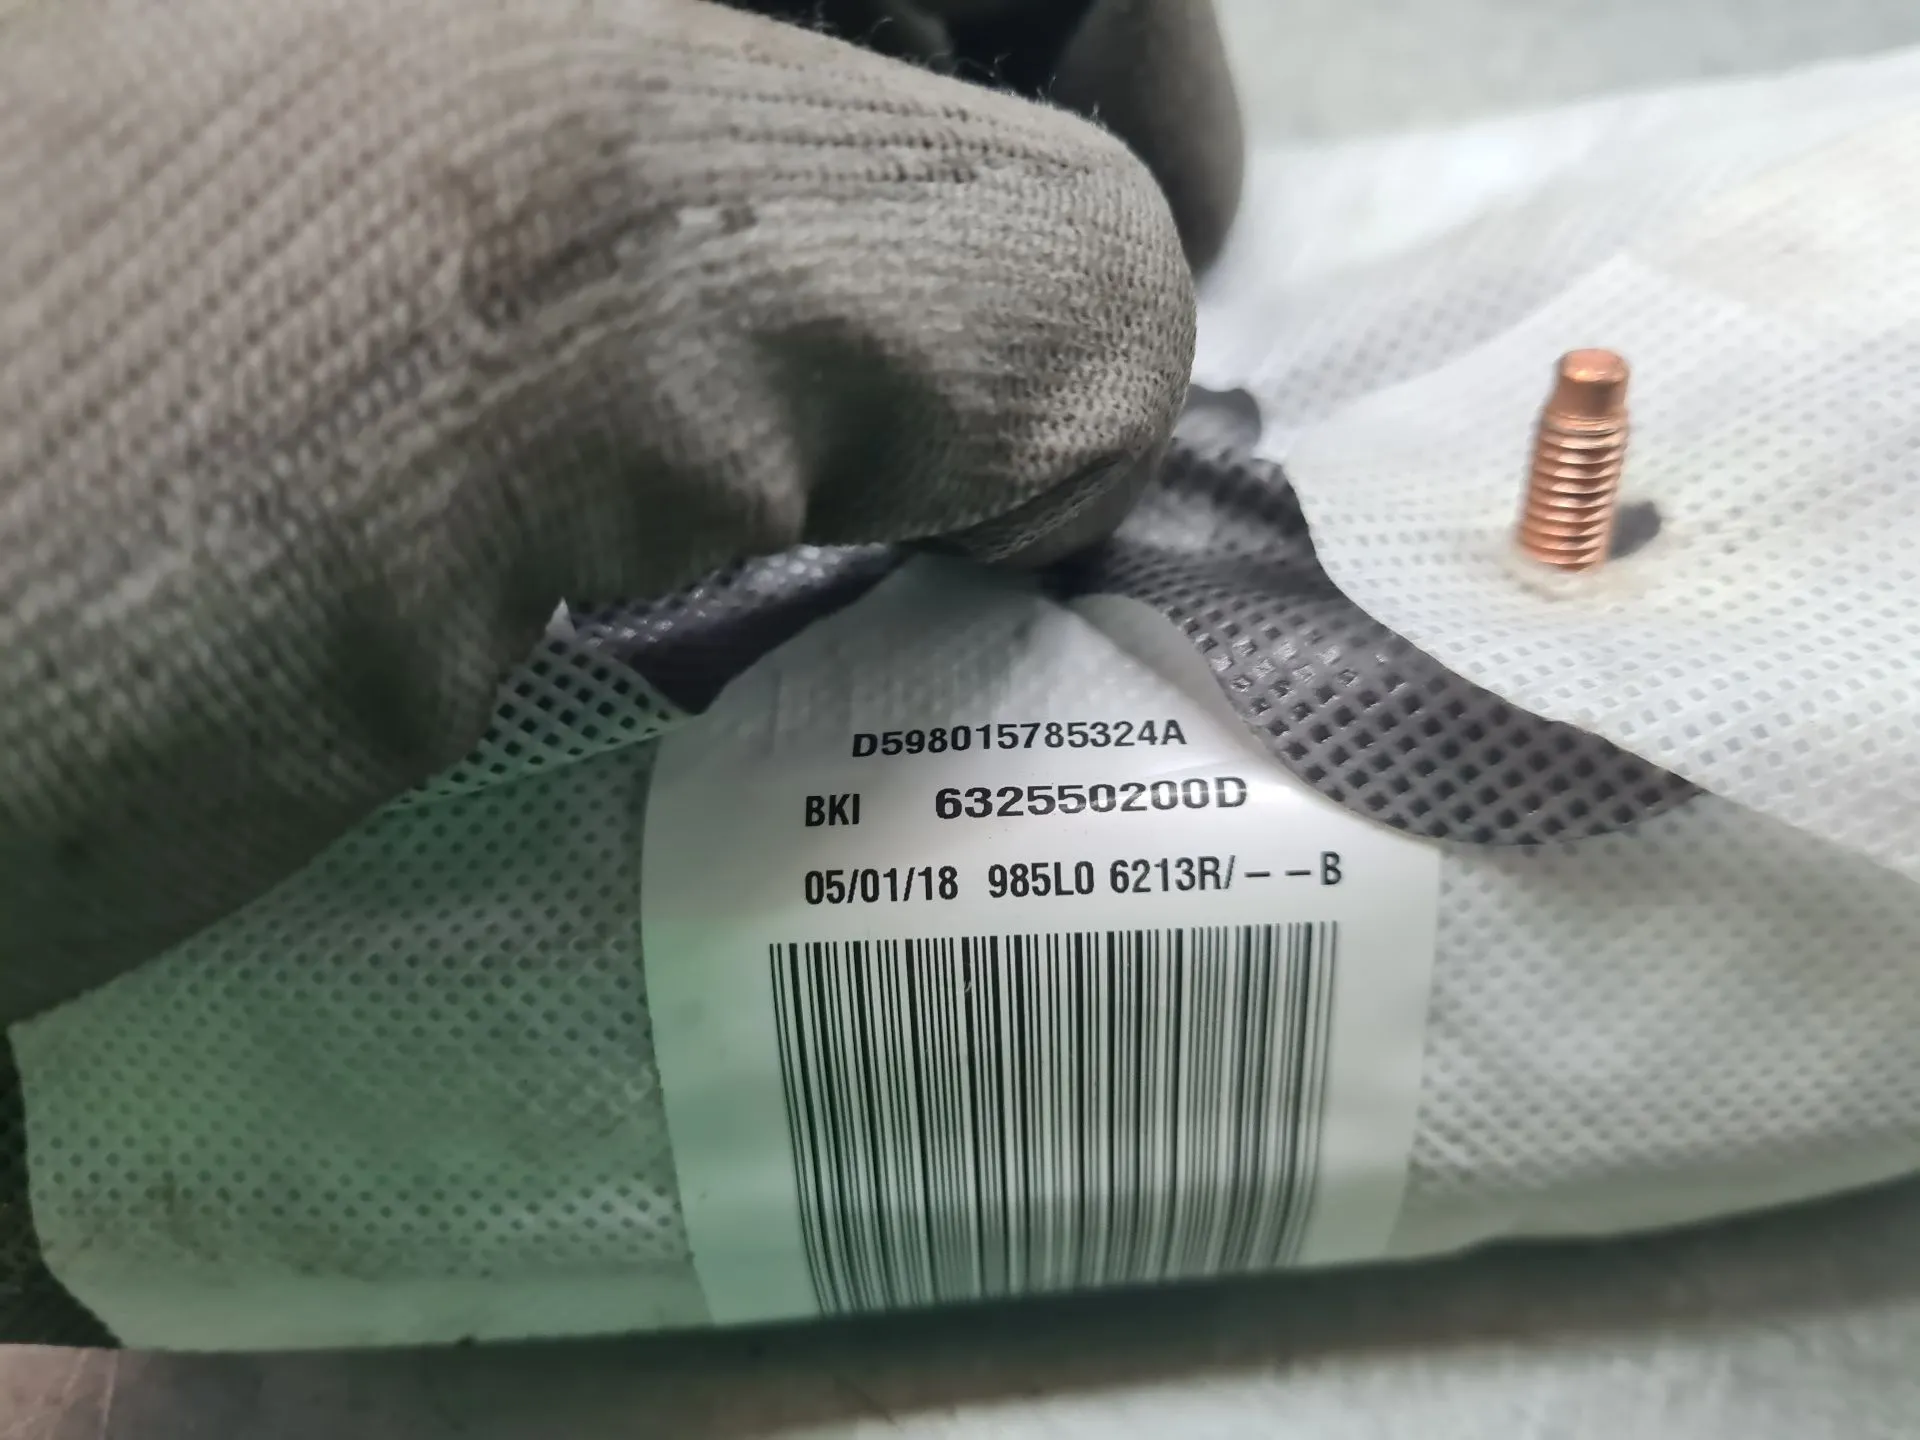 D598015785324A
BKI 632550200D
05/01/18 985L0 6213R/--B